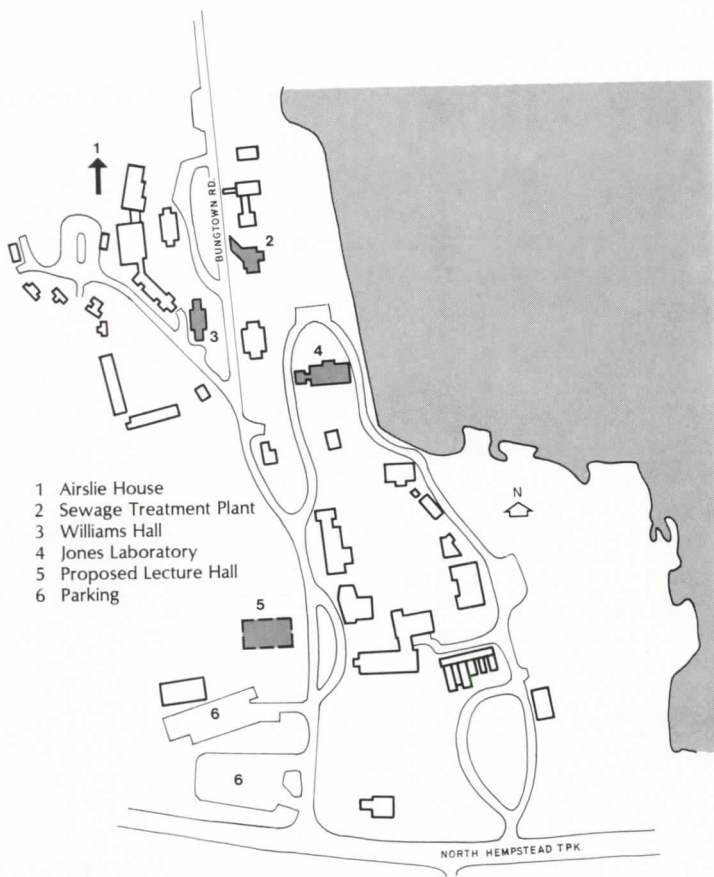 1
BUNGTOWN RD.
2
3
4
1 Airslie House
2 Sewage Treatment Plant
3 Williams Hall
4 Jones Laboratory
5 Proposed Lecture Hall
6 Parking
N
5
6
6
NORTH HEMPSTEAD TPK.